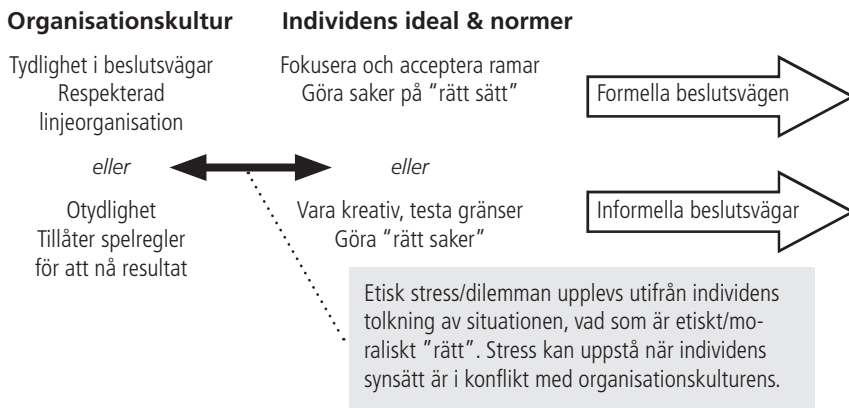 Organisationskultur
Individens ideal & normer
Tydlighet i beslutsvägar
Respekterad
linjeorganisation
Fokusera och acceptera ramar
Göra saker på ”rätt sätt”
Formella beslutsvägen
eller
eller
Otydlighet
Tillåter spelregler
för att nå resultat
Vara kreativ, testa gränser
Göra ”rätt saker”
Informella beslutsvägar
Etisk stress/dilemman upplevs utifrån individens
tolkning av situationen, vad som är etiskt/mo-
raliskt ”rätt”. Stress kan uppstå när individens
synsätt är i konflikt med organisationskulturens.